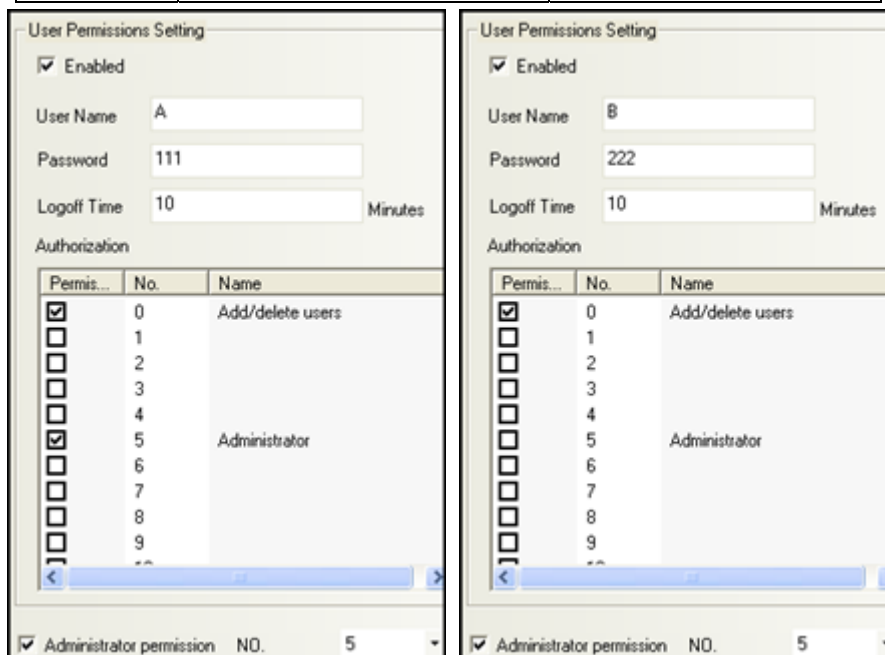 User Permissions Setting
Enabled
User Name A
Password 111
Logoff Time 10 Minutes
Authorization
Permis... No. Name
0 Add/delete users
1
2
3
4
5 Administrator
6
7
8
9
Administrator permission NO. 5
User Permissions Setting
Enabled
User Name B
Password 222
Logoff Time 10 Minutes
Authorization
Permis... No. Name
0 Add/delete users
1
2
3
4
5 Administrator
6
7
8
9
Administrator permission NO. 5